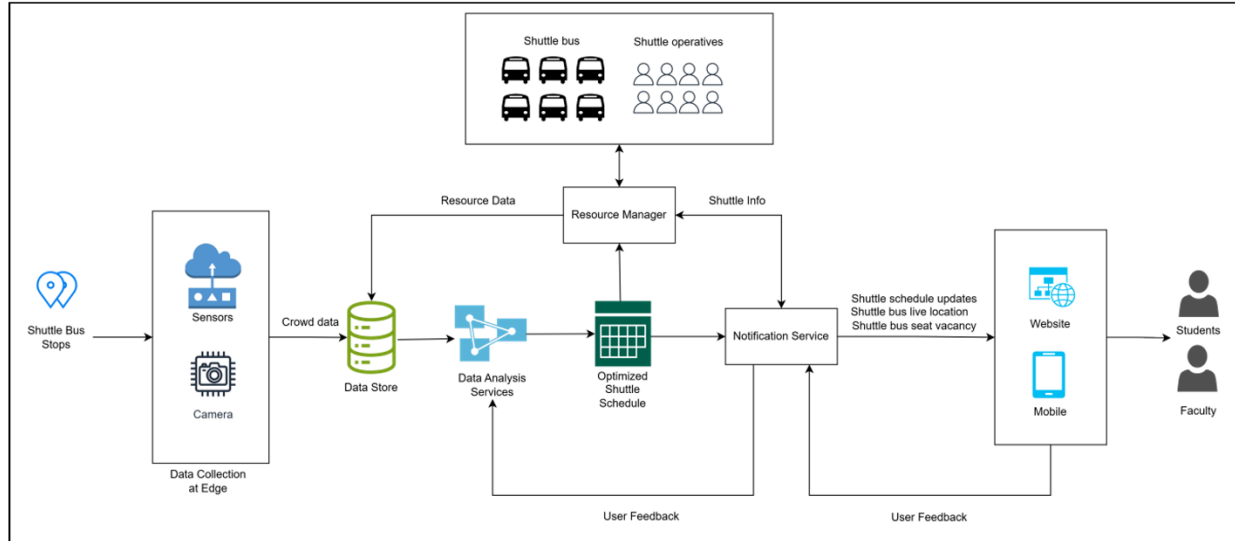 Shuttle bus
Shuttle operatives
Resource Data
Resource Manager
Shuttle Info
Shuttle Bus
Stops
Sensors
Camera
Data Collection
at Edge
Crowd data
Data Store
Data Analysis
Services
Optimized
Shuttle
Schedule
Notification Service
Shuttle schedule updates
Shuttle bus live location
Shuttle bus seat vacancy
Website
Mobile
Students
Faculty
User Feedback
User Feedback